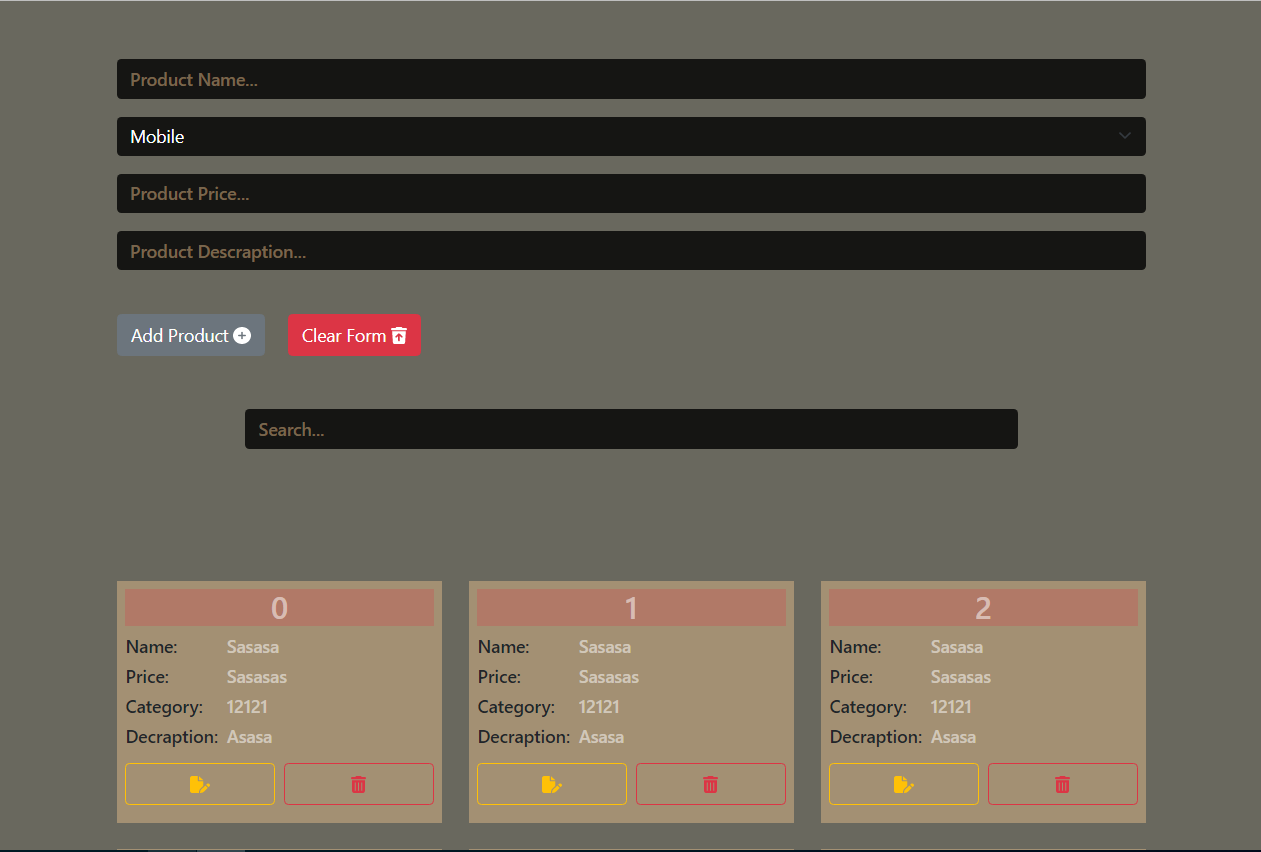 Product Name...
Mobile
Product Price...
Product Descraption...
Add Product Clear Form
Search...
0 1 2
Name: Sasasa Name: Sasasa Name: Sasasa
Price: Sasasas Price: Sasasas Price: Sasasas
Category: 12121 Category: 12121 Category: 12121
Decraption: Asasa Decraption: Asasa Decraption: Asasa